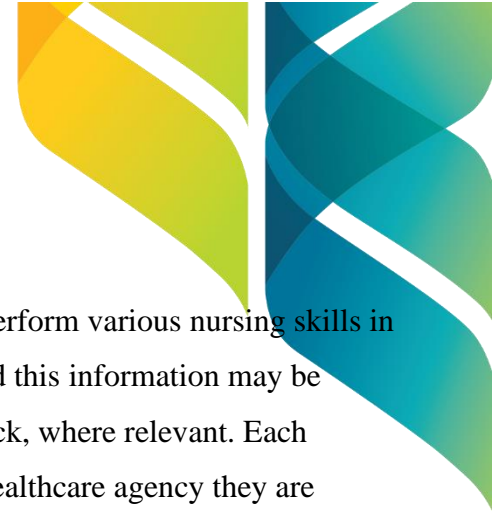 erform various nursing skills in
d this information may be
ck, where relevant. Each
ealthcare agency they are